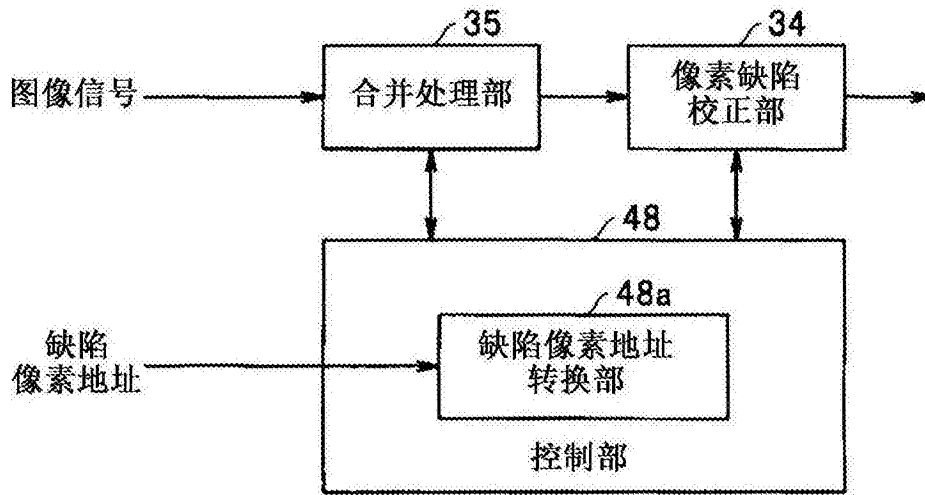 35
34
图像信号
合并处理部
像素缺陷
校正部
48
48a
缺陷
像素地址
缺陷像素地址
转换部
控制部